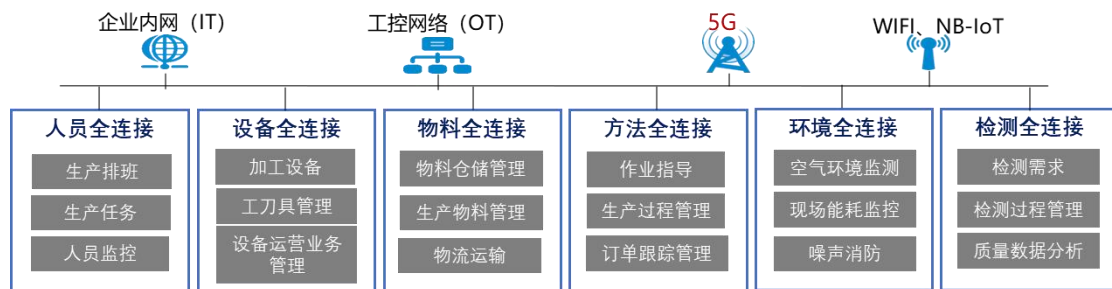 企业内网（IT）
工控网络（OT）
5G
WIFI、NB-IoT
人员全连接
生产排班
生产任务
人员监控
设备全连接
加工设备
工刀具管理
设备运营业务
管理
物料全连接
物料仓储管理
生产物料管理
物流运输
方法全连接
作业指导
生产过程管理
订单跟踪管理
环境全连接
空气环境监测
现场能耗监控
噪声消防
检测全连接
检测需求
检测过程管理
质量数据分析